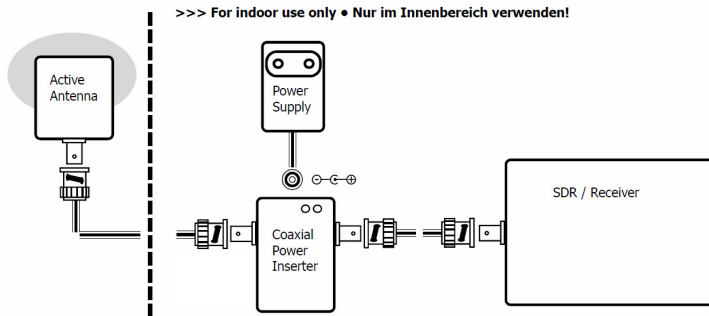 >>> For indoor use only ● Nur im Innenbereich verwenden!
Active
Antenna
Power
Supply
Coaxial
Power
Inserter
SDR / Receiver